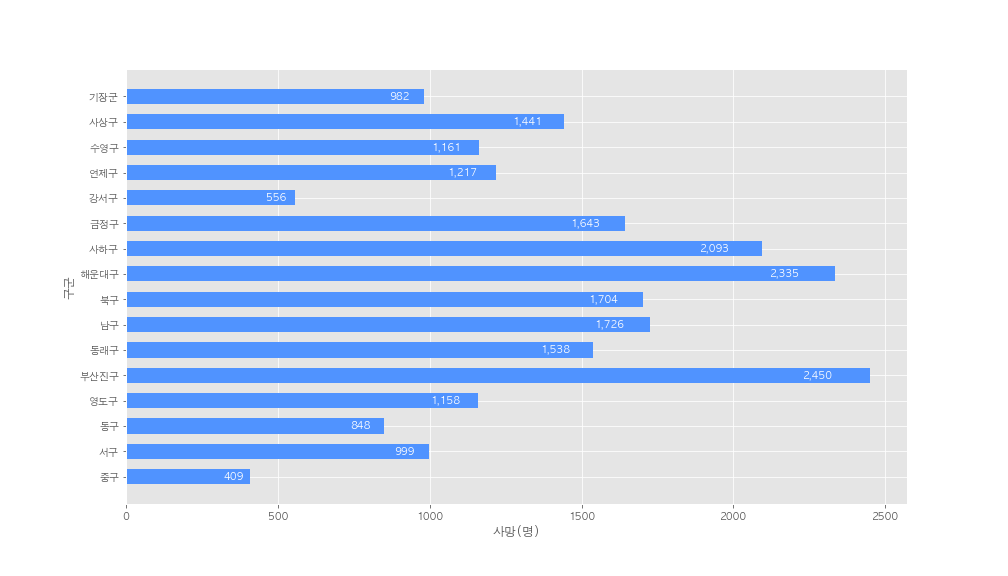 기장군 982
사상구 1,441
수영구 1,161
연제구 1,217
강서구 556
금정구 1,643
사하구 2,093
해운대구 2,335
북구 1,704
남구 1,726
동래구 1,538
부산진구 2,450
영도구 1,158
동구 848
서구 999
중구 409
구군
0 500 1000 1500 2000 2500
사망(명)